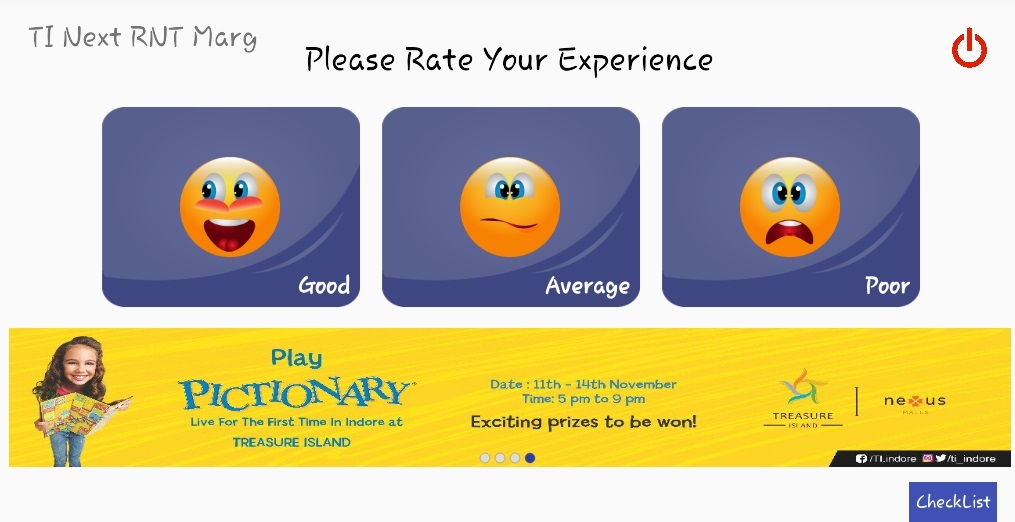 TI Next RNT Marg
Please Rate Your Experience
Good
Average
Poor
Play
PICTIONARY
Live For The First Time In Indore at
TREASURE ISLAND
Date : 11th - 14th November
Time: 5 pm to 9 pm
Exciting prizes to be won!
TREASURE
ISLAND
nexus
MALLS
/TI.indore /ti_indore
CheckList